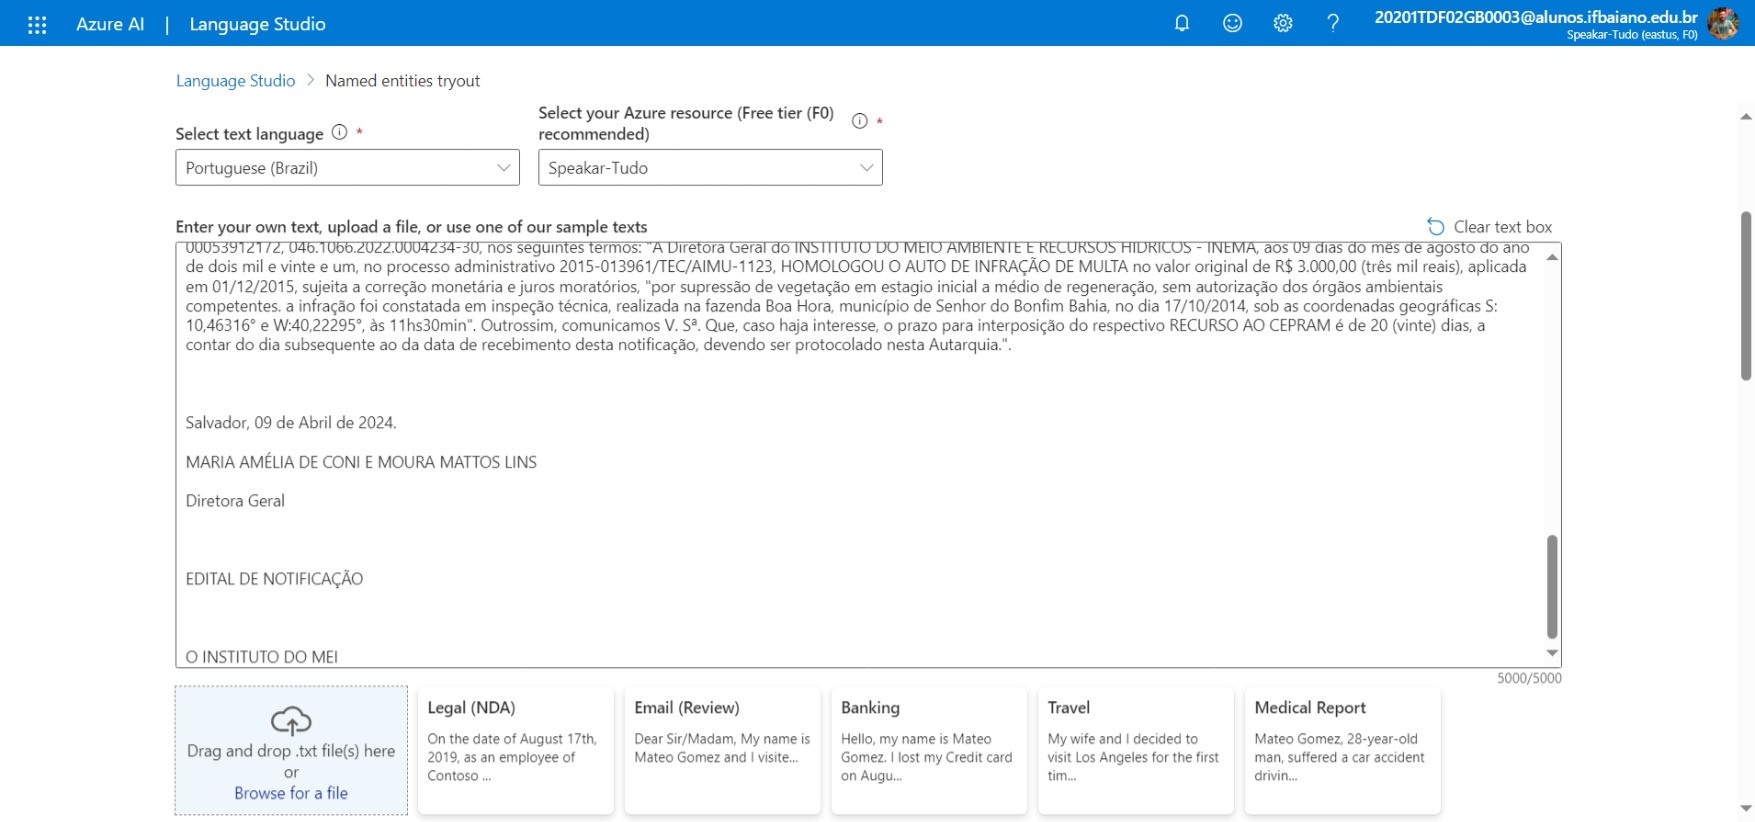 Azure AI | Language Studio
20201TDF02GB0003@alunos.ifbaiano.edu.br
Speakar-Tudo (eastus, F0)
Language Studio > Named entities tryout
Select text language *
Portuguese (Brazil)
Select your Azure resource (Free tier (F0)
recommended) *
Speakar-Tudo
Enter your own text, upload a file, or use one of our sample texts
Clear text box
00053912172, 046.1066.2022.0004234-30, nos seguintes termos: "A Diretora Geral do INSTITUTO DO MEIO AMBIENTE E RECURSOS HÍDRICOS - INEMA, aos 09 dias do mês de agosto do ano
de dois mil e vinte e um, no processo administrativo 2015-013961/TEC/AIMU-1123, HOMOLOGOU O AUTO DE INFRAÇÃO DE MULTA no valor original de R$ 3.000,00 (três mil reais), aplicada
em 01/12/2015, sujeita a correção monetária e juros moratórios, "por supressão de vegetação em estagio inicial a médio de regeneração, sem autorização dos órgãos ambientais
competentes. a infração foi constatada em inspeção técnica, realizada na fazenda Boa Hora, município de Senhor do Bonfim Bahia, no dia 17/10/2014, sob as coordenadas geográficas S:
10,46316° e W:40,22295°, às 11hs30min". Outrossim, comunicamos V. Sª. Que, caso haja interesse, o prazo para interposição do respectivo RECURSO AO CEPRAM é de 20 (vinte) dias, a
contar do dia subsequente ao da data de recebimento desta notificação, devendo ser protocolado nesta Autarquia.".
Salvador, 09 de Abril de 2024.
MARIA AMÉLIA DE CONI E MOURA MATTOS LINS
Diretora Geral
EDITAL DE NOTIFICAÇÃO
O INSTITUTO DO MEI
5000/5000
Drag and drop .txt file(s) here
or
Browse for a file
Legal (NDA)
On the date of August 17th,
2019, as an employee of
Contoso ...
Email (Review)
Dear Sir/Madam, My name is
Mateo Gomez and I visite...
Banking
Hello, my name is Mateo
Gomez. I lost my Credit card
on Augu...
Travel
My wife and I decided to
visit Los Angeles for the first
tim...
Medical Report
Mateo Gomez, 28-year-old
man, suffered a car accident
drivin...